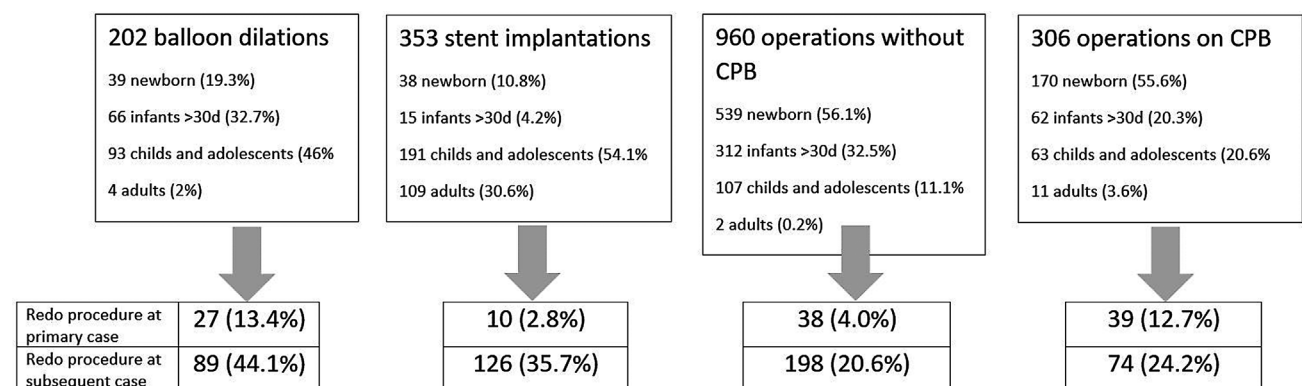 202 balloon dilations
39 newborn (19.3%)
66 infants >30d (32.7%)
93 childs and adolescents (46%
4 adults (2%)
353 stent implantations
38 newborn (10.8%)
15 infants >30d (4.2%)
191 childs and adolescents (54.1%
109 adults (30.6%)
960 operations without
CPB
539 newborn (56.1%)
312 infants >30d (32.5%)
107 childs and adolescents (11.1%
2 adults (0.2%)
306 operations on CPB
170 newborn (55.6%)
62 infants >30d (20.3%)
63 childs and adolescents (20.6%
11 adults (3.6%)
Redo procedure at
primary case
27 (13.4%)
10 (2.8%)
38 (4.0%)
39 (12.7%)
Redo procedure at
subsequent case
89 (44.1%)
126 (35.7%)
198 (20.6%)
74 (24.2%)